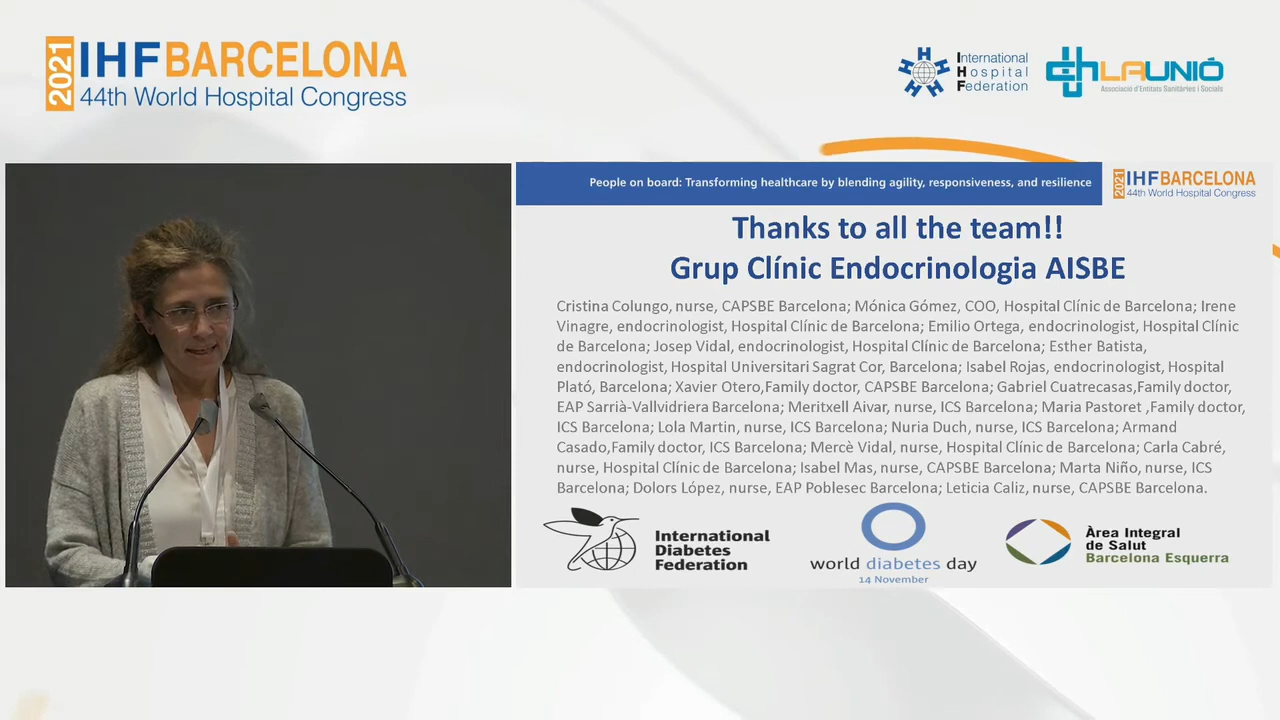 2021 IHF BARCELONA
44th World Hospital Congress
International
Hospital
Federation
LAUNIÓ
Associació d'Entitats Sanitàries i Socials
People on board: Transforming healthcare by blending agility, responsiveness, and resilience
2021 IHF BARCELONA
44th World Hospital Congress
Thanks to all the team!!
Grup Clínic Endocrinologia AISBE
Cristina Colungo, nurse, CAPSBE Barcelona; Mónica Gómez, COO, Hospital Clínic de Barcelona; Irene
Vinagre, endocrinologist, Hospital Clínic de Barcelona; Emilio Ortega, endocrinologist, Hospital Clínic
de Barcelona; Josep Vidal, endocrinologist, Hospital Clínic de Barcelona; Esther Batista,
endocrinologist, Hospital Universitari Sagrat Cor, Barcelona; Isabel Rojas, endocrinologist, Hospital
Plató, Barcelona; Xavier Otero,Family doctor, CAPSBE Barcelona; Gabriel Cuatrecasas,Family doctor,
EAP Sarrià-Vallvidriera Barcelona; Meritxell Aivar, nurse, ICS Barcelona; Maria Pastoret ,Family doctor,
ICS Barcelona; Lola Martin, nurse, ICS Barcelona; Nuria Duch, nurse, ICS Barcelona; Armand
Casado,Family doctor, ICS Barcelona; Mercè Vidal, nurse, Hospital Clínic de Barcelona; Carla Cabré,
nurse, Hospital Clínic de Barcelona; Isabel Mas, nurse, CAPSBE Barcelona; Marta Niño, nurse, ICS
Barcelona; Dolors López, nurse, EAP Poblesec Barcelona; Leticia Caliz, nurse, CAPSBE Barcelona.
International
Diabetes
Federation
world diabetes day
14 November
Àrea Integral
de Salut
Barcelona Esquerra